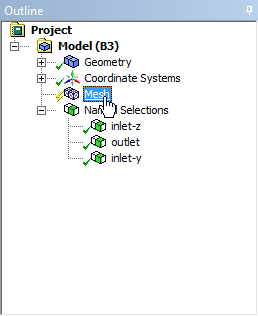 Outline
Project
Model (B3)
Geometry
Coordinate Systems
Mesh
Selections
inlet-z
outlet
inlet-y